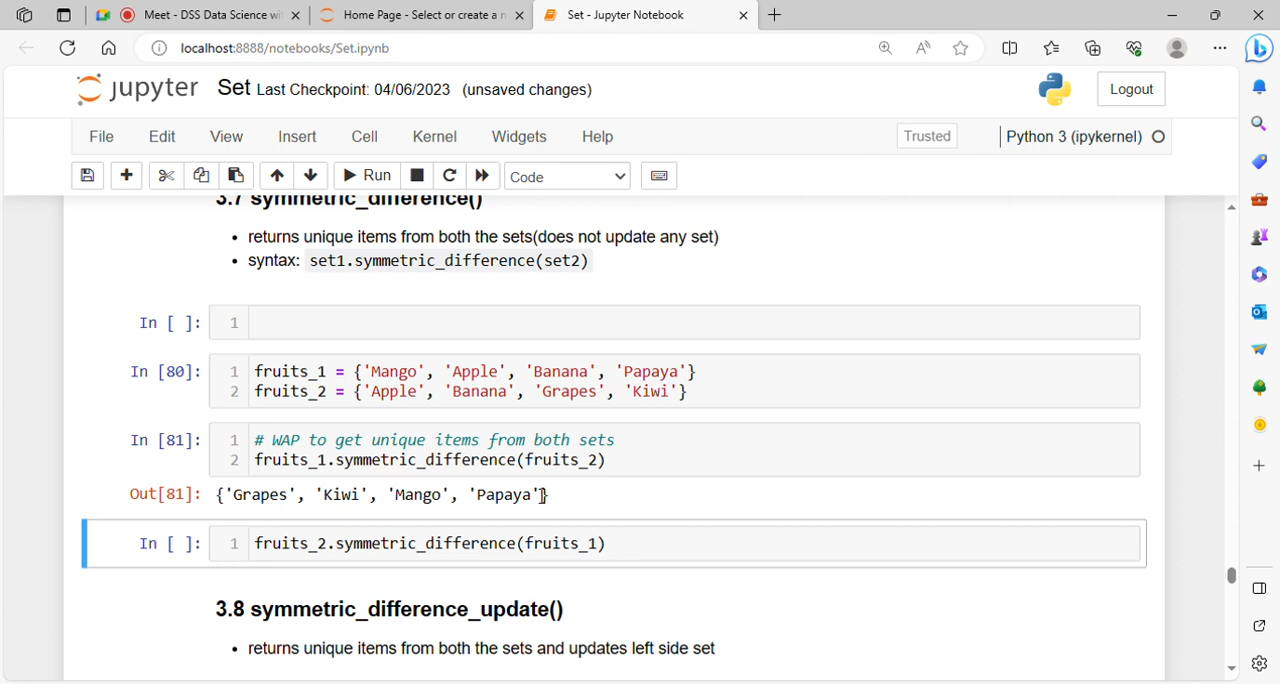 Meet - DSS Data Science wi
Home Page - Select or create a n
Set - Jupyter Notebook
localhost:8888/notebooks/Set.ipynb
jupyter Set Last Checkpoint: 04/06/2023 (unsaved changes)
Logout
File Edit View Insert Cell Kernel Widgets Help
Trusted
Python 3 (ipykernel)
Run
Code
3.7 symmetric_difference()
• returns unique items from both the sets(does not update any set)
• syntax: set1.symmetric_difference(set2)
In [ ]: 1
In [80]: 1 fruits_1 = {'Mango', 'Apple', 'Banana', 'Papaya'}
2 fruits_2 = {'Apple', 'Banana', 'Grapes', 'Kiwi'}
In [81]: 1 # WAP to get unique items from both sets
2 fruits_1.symmetric_difference(fruits_2)
Out[81]: {'Grapes', 'Kiwi', 'Mango', 'Papaya'}
In [ ]: 1 fruits_2.symmetric_difference(fruits_1)
3.8 symmetric_difference_update()
• returns unique items from both the sets and updates left side set